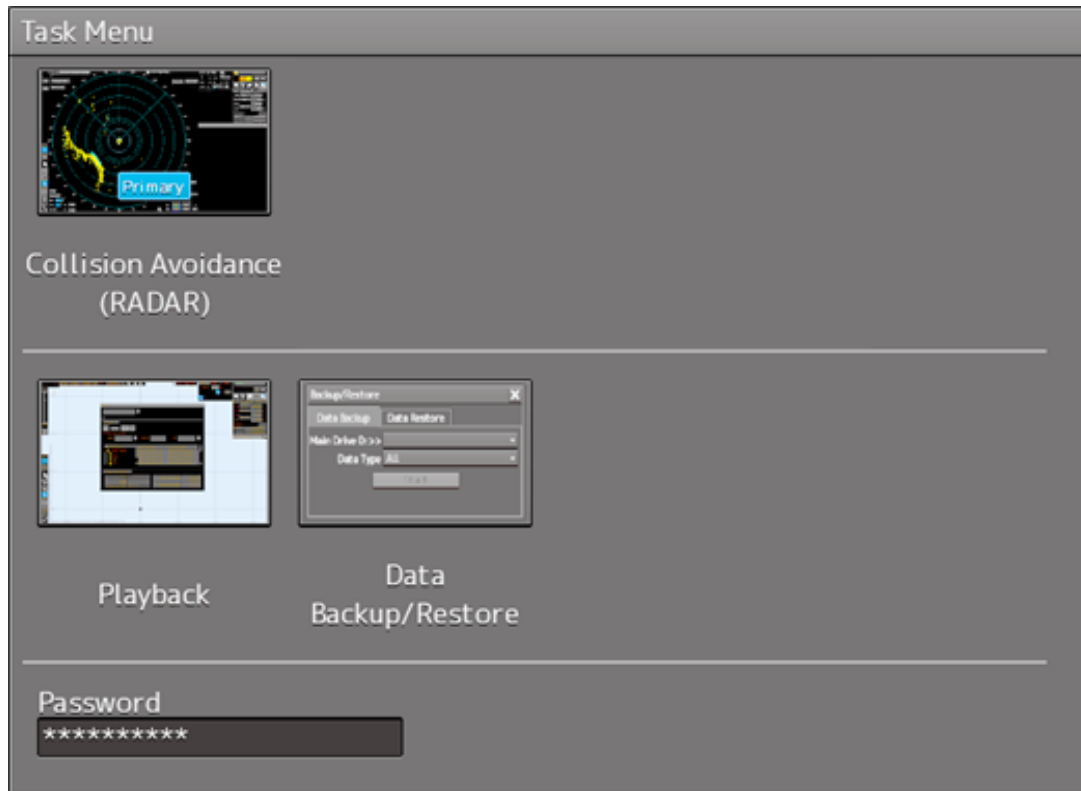 Task Menu
Primary
Collision Avoidance
(RADAR)
Backup/Restore
Data Backup Data Restore
Main Drive D:>>
Data Type All
Start
Playback
Data
Backup/Restore
Password
**********